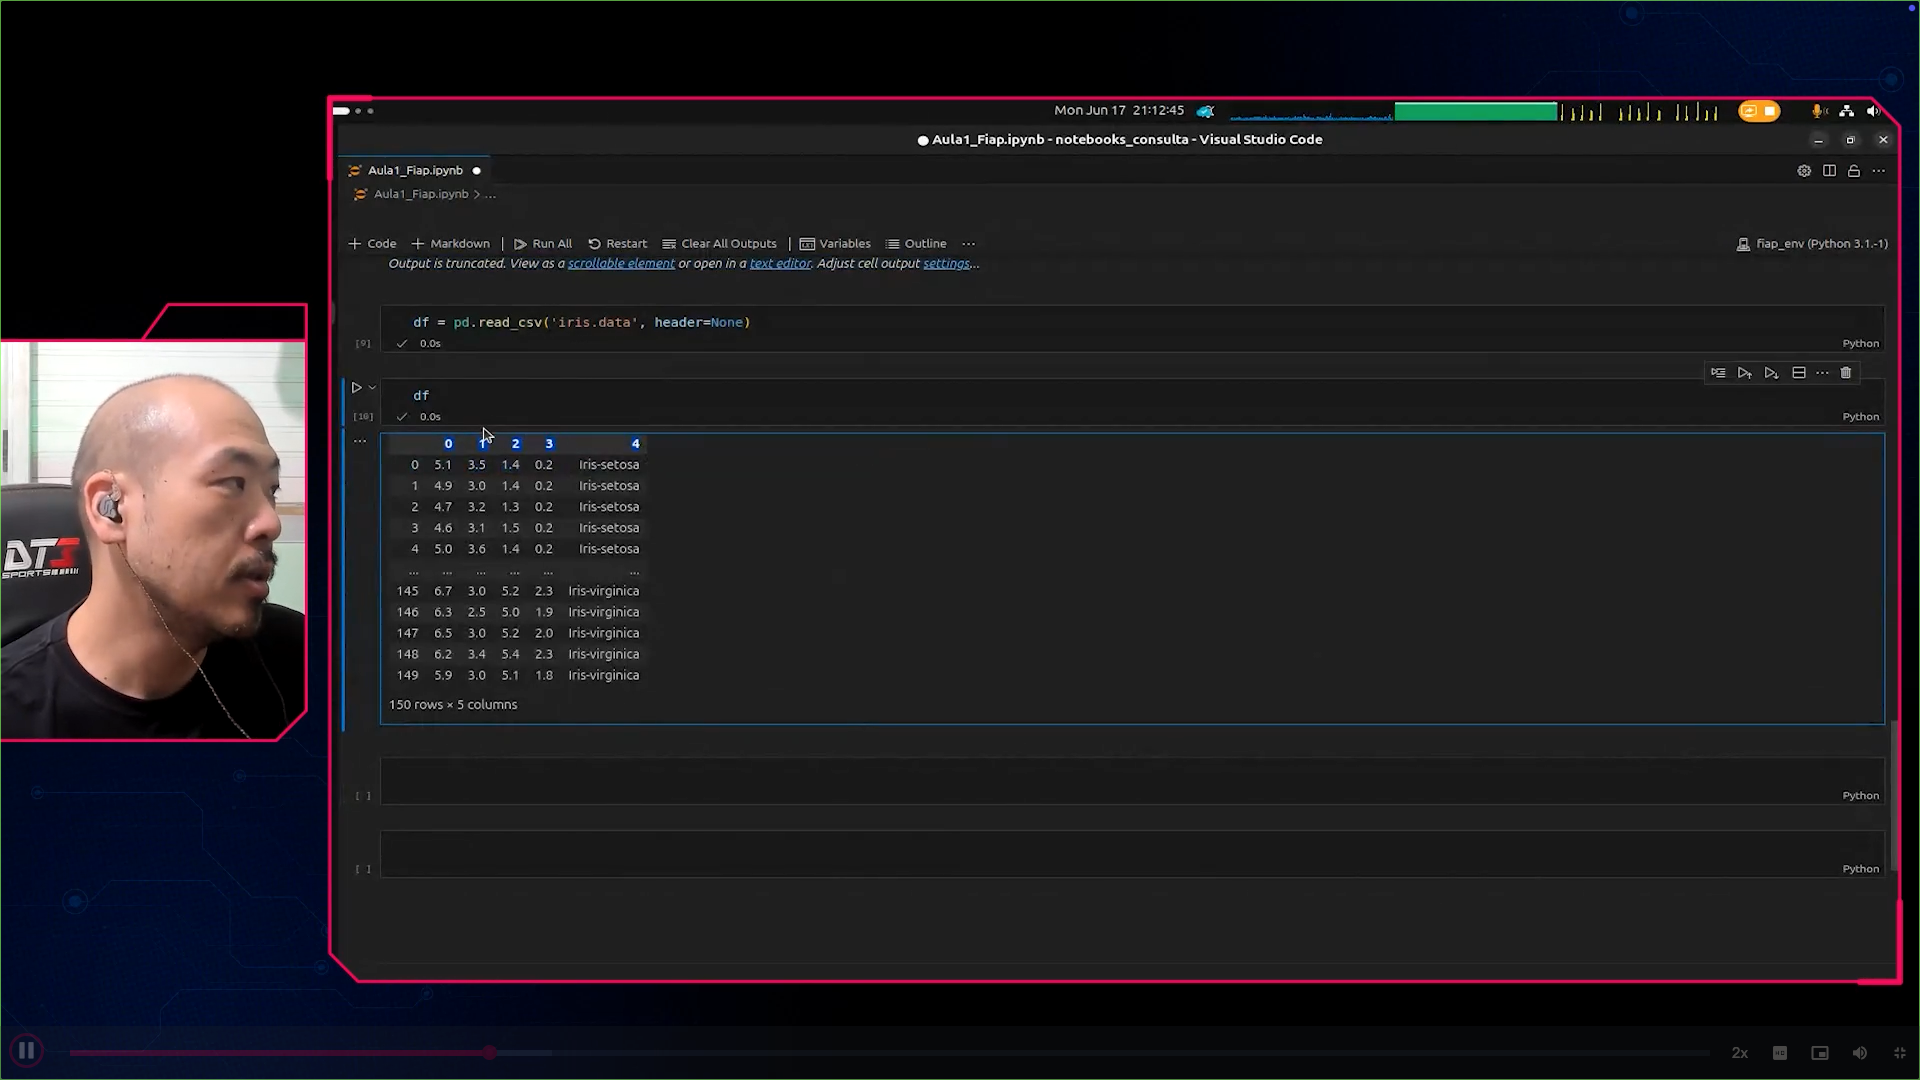 Mon Jun 17 21:12:45
Aula1_Fiap.ipynb - notebooks_consulta - Visual Studio Code
Aula1_Fiap.ipynb
Aula1_Fiap.ipynb > ...
Code Markdown Run All Restart Clear All Outputs Variables Outline ... fiap_env (Python 3.1.-1)
Output is truncated. View as a scrollable element or open in a text editor. Adjust cell output settings...
df = pd.read_csv('iris.data', header=None)
[9] 0.0s Python
df
[10] 0.0s Python
0 1 2 3 4
0 5.1 3.5 1.4 0.2 Iris-setosa
1 4.9 3.0 1.4 0.2 Iris-setosa
2 4.7 3.2 1.3 0.2 Iris-setosa
3 4.6 3.1 1.5 0.2 Iris-setosa
4 5.0 3.6 1.4 0.2 Iris-setosa
... ... ... ... ... ...
145 6.7 3.0 5.2 2.3 Iris-virginica
146 6.3 2.5 5.0 1.9 Iris-virginica
147 6.5 3.0 5.2 2.0 Iris-virginica
148 6.2 3.4 5.4 2.3 Iris-virginica
149 5.9 3.0 5.1 1.8 Iris-virginica
150 rows × 5 columns
[ ] Python
[ ] Python
DT3
SPORTS
2x